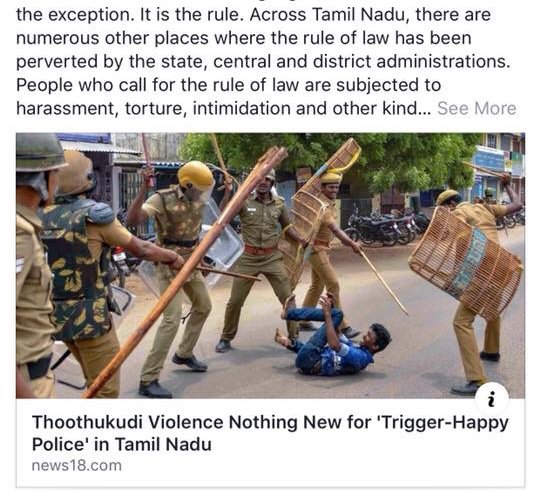 the exception. It is the rule. Across Tamil Nadu, there are
numerous other places where the rule of law has been
perverted by the state, central and district administrations.
People who call for the rule of law are subjected to
harassment, torture, intimidation and other kind... See More
i
Thoothukudi Violence Nothing New for 'Trigger-Happy
Police' in Tamil Nadu
news18.com